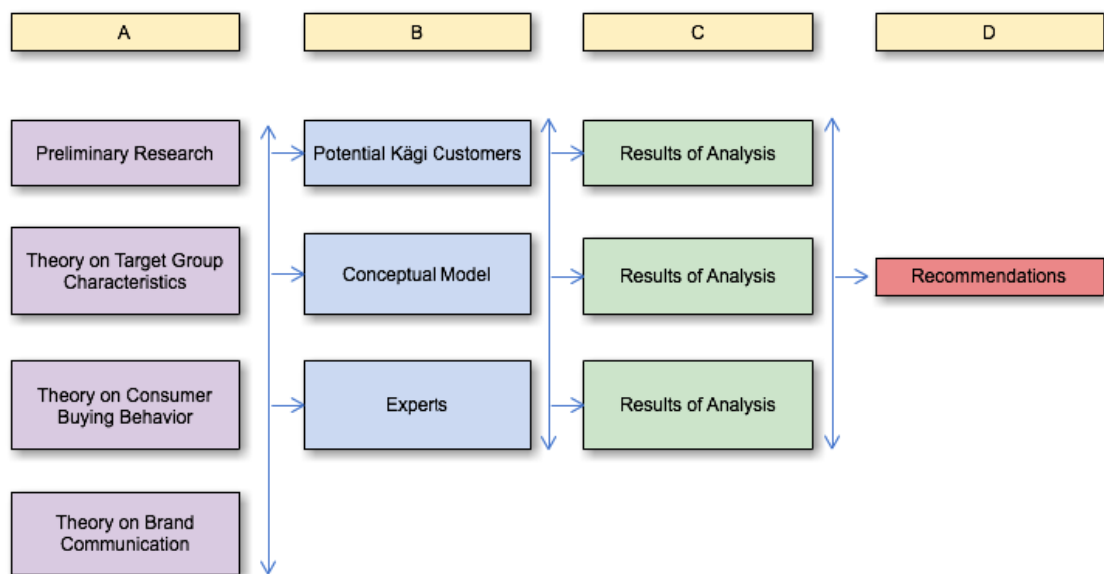 A
B
C
D
Preliminary Research
Potential Kägi Customers
Results of Analysis
Theory on Target Group
Characteristics
Conceptual Model
Results of Analysis
Recommendations
Theory on Consumer
Buying Behavior
Experts
Results of Analysis
Theory on Brand
Communication